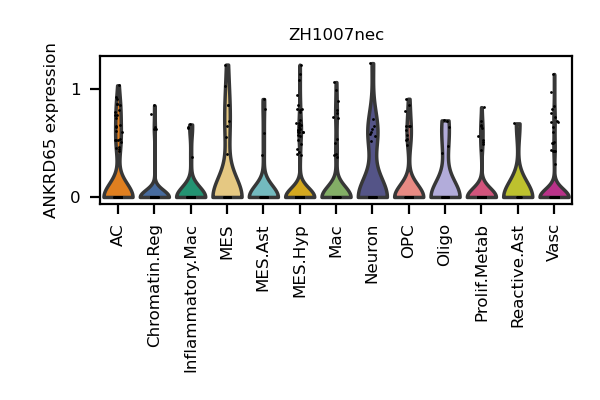 ZH1007nec
ANKRD65 expression
1
0
AC
Chromatin.Reg
Inflammatory.Mac
MES
MES.Ast
MES.Hyp
Mac
Neuron
OPC
Oligo
Prolif.Metab
Reactive.Ast
Vasc